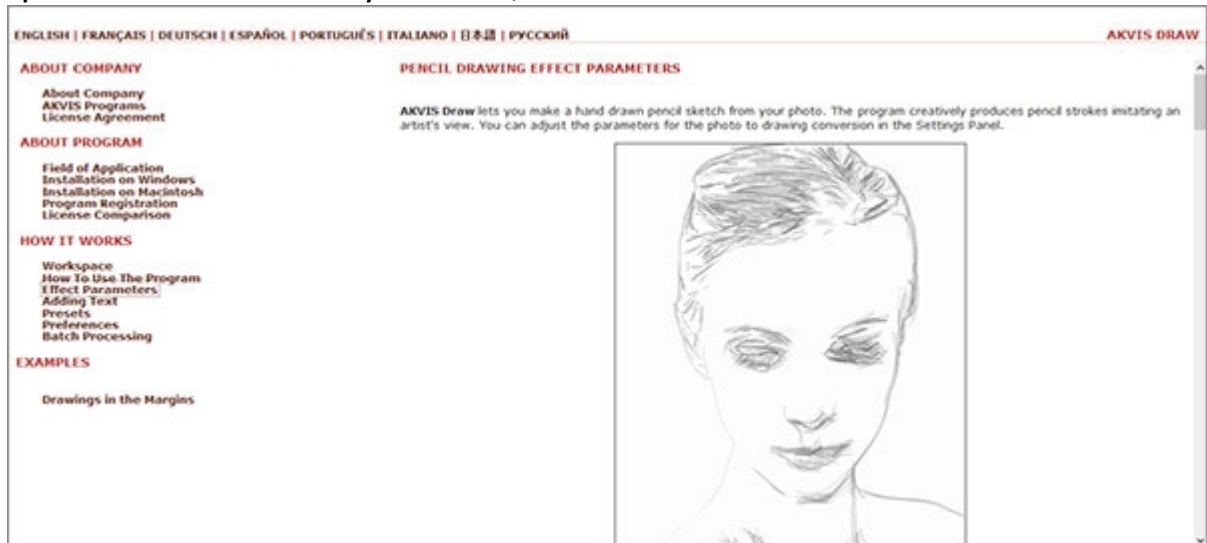 ENGLISH | FRANÇAIS | DEUTSCH | ESPAÑOL | PORTUGUÊS | ITALIANO | 日本語 | РУССКИЙ
AKVIS DRAW
ABOUT COMPANY
About Company
AKVIS Programs
License Agreement
ABOUT PROGRAM
Field of Application
Installation on Windows
Installation on Macintosh
Program Registration
License Comparison
HOW IT WORKS
Workspace
How To Use The Program
Effect Parameters
Adding Text
Presets
Preferences
Batch Processing
EXAMPLES
Drawings in the Margins
PENCIL DRAWING EFFECT PARAMETERS
AKVIS Draw lets you make a hand drawn pencil sketch from your photo. The program creatively produces pencil strokes imitating an
artist's view. You can adjust the parameters for the photo to drawing conversion in the Settings Panel.